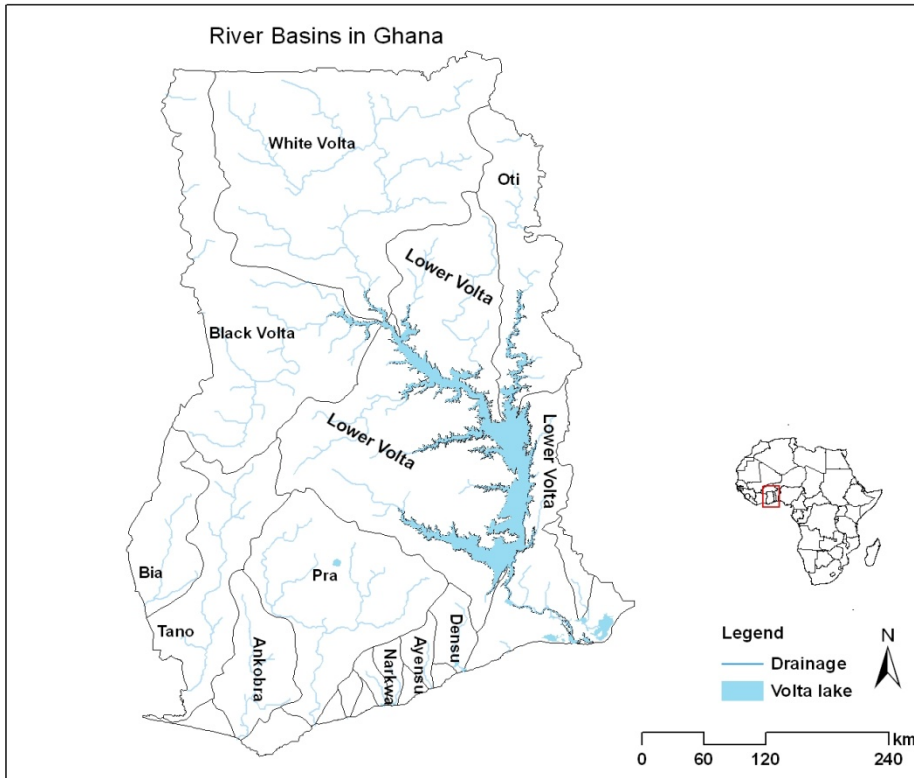 River Basins in Ghana
White Volta
Oti
Lower Volta
Black Volta
Lower Volta
Lower Volta
Bia
Pra
Tano
Ankobra
Narkwa
Ayensu
Densu
Legend
N
Drainage
Volta lake
km
0 60 120 240